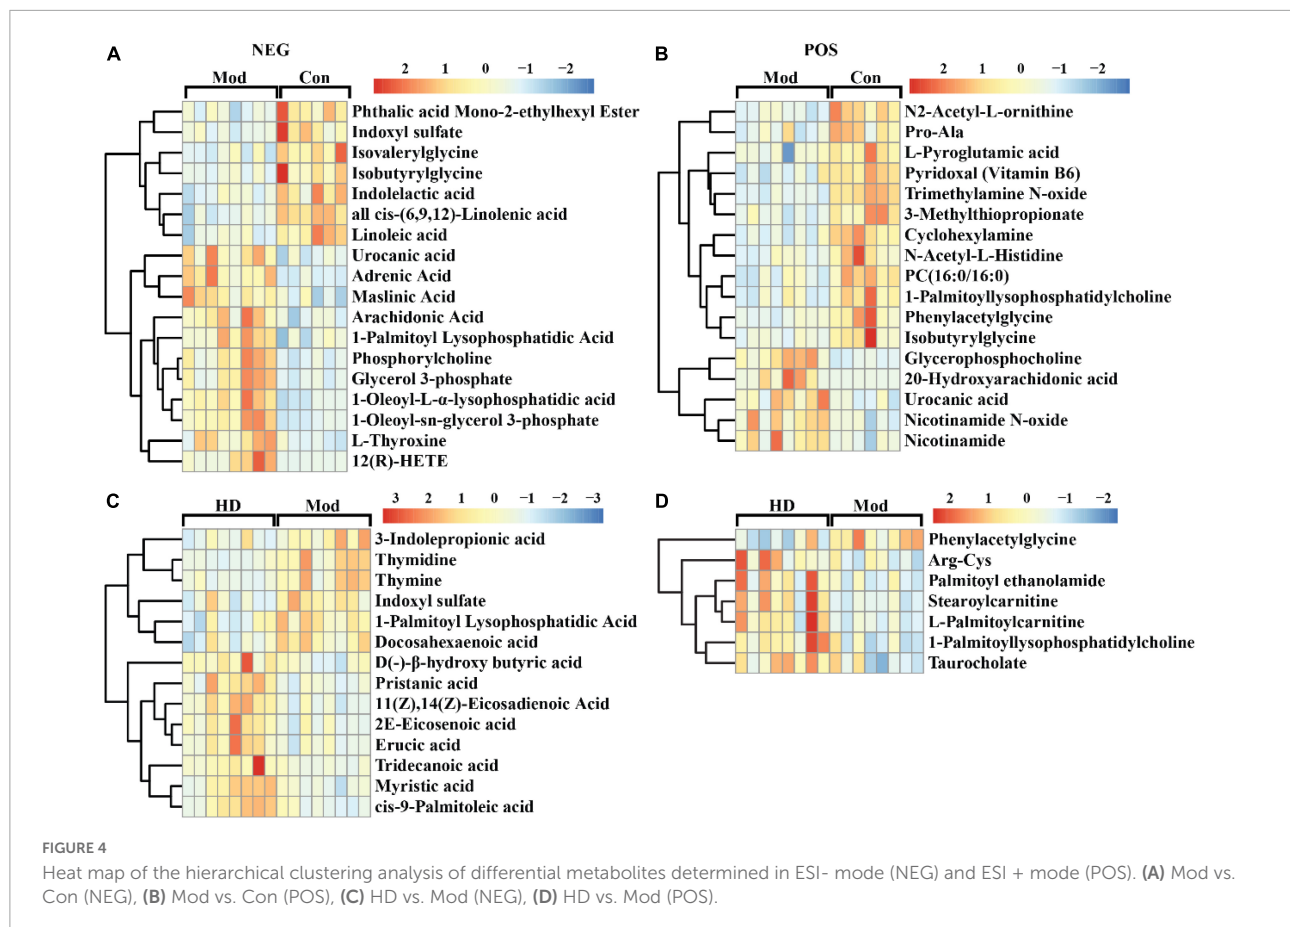 A
NEG
Mod Con
2 1 0 −1 −2
Phthalic acid Mono-2-ethylhexyl Ester
Indoxyl sulfate
Isovalerylglycine
Isobutyrylglycine
Indolelactic acid
all cis-(6,9,12)-Linolenic acid
Linoleic acid
Urocanic acid
Adrenic Acid
Maslinic Acid
Arachidonic Acid
1-Palmitoyl Lysophosphatidic Acid
Phosphorylcholine
Glycerol 3-phosphate
1-Oleoyl-L-α-lysophosphatidic acid
1-Oleoyl-sn-glycerol 3-phosphate
L-Thyroxine
12(R)-HETE
B
POS
Mod Con
2 1 0 −1 −2
N2-Acetyl-L-ornithine
Pro-Ala
L-Pyroglutamic acid
Pyridoxal (Vitamin B6)
Trimethylamine N-oxide
3-Methylthiopropionate
Cyclohexylamine
N-Acetyl-L-Histidine
PC(16:0/16:0)
1-Palmitoyllysophosphatidylcholine
Phenylacetylglycine
Isobutyrylglycine
Glycerophosphocholine
20-Hydroxyarachidonic acid
Urocanic acid
Nicotinamide N-oxide
Nicotinamide
C
HD Mod
3 2 1 0 −1 −2 −3
3-Indolepropionic acid
Thymidine
Thymine
Indoxyl sulfate
1-Palmitoyl Lysophosphatidic Acid
Docosahexaenoic acid
D(-)-β-hydroxy butyric acid
Pristanic acid
11(Z),14(Z)-Eicosadienoic Acid
2E-Eicosenoic acid
Erucic acid
Tridecanoic acid
Myristic acid
cis-9-Palmitoleic acid
D
HD Mod
2 1 0 −1 −2
Phenylacetylglycine
Arg-Cys
Palmitoyl ethanolamide
Stearoylcarnitine
L-Palmitoylcarnitine
1-Palmitoyllysophosphatidylcholine
Taurocholate
FIGURE 4
Heat map of the hierarchical clustering analysis of differential metabolites determined in ESI- mode (NEG) and ESI + mode (POS). (A) Mod vs.
Con (NEG), (B) Mod vs. Con (POS), (C) HD vs. Mod (NEG), (D) HD vs. Mod (POS).